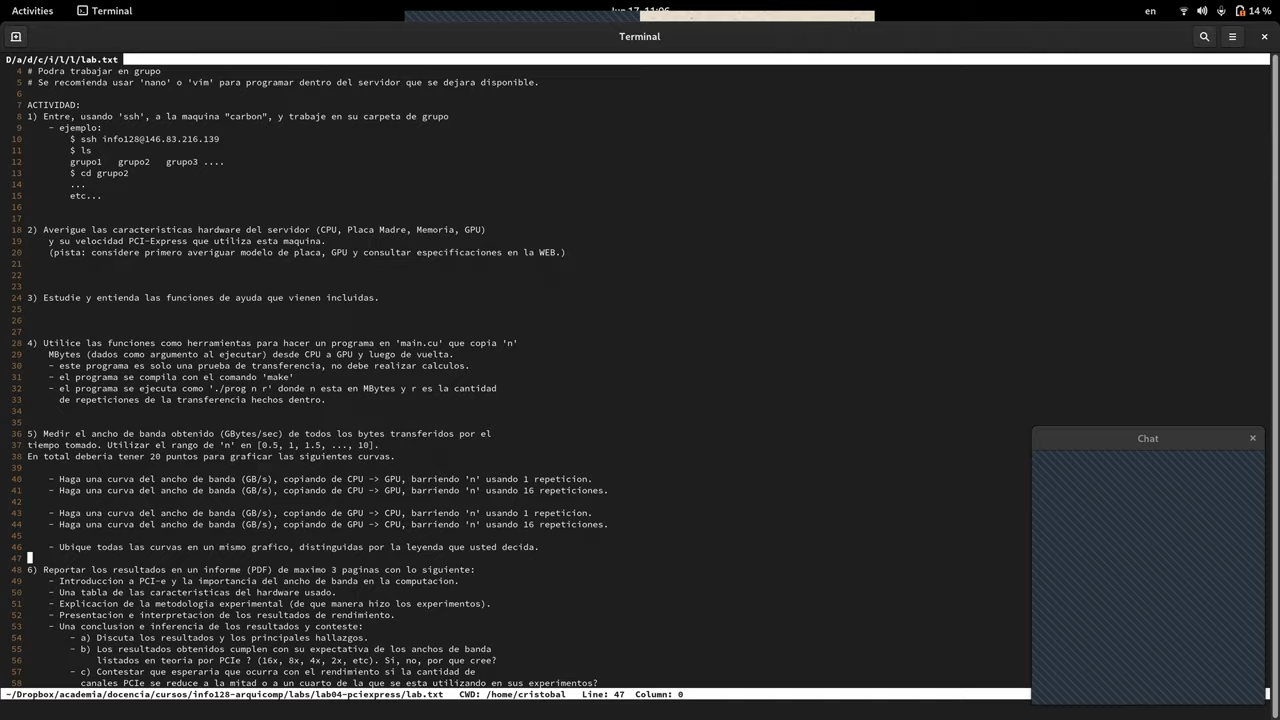 Activities
Terminal
en
14 %
Terminal
D/a/d/c/i/l/l/lab.txt
4 # Podra trabajar en grupo
5 # Se recomienda usar 'nano' o 'vim' para programar dentro del servidor que se dejara disponible.
6
7 ACTIVIDAD:
8 1) Entre, usando 'ssh', a la maquina "carbon", y trabaje en su carpeta de grupo
9 - ejemplo:
10 $ ssh info128@146.83.216.139
11 $ ls
12 grupo1 grupo2 grupo3 ....
13 $ cd grupo2
14 ...
15 etc...
16
17
18 2) Averigue las caracteristicas hardware del servidor (CPU, Placa Madre, Memoria, GPU)
19 y su velocidad PCI-Express que utiliza esta maquina.
20 (pista: considere primero averiguar modelo de placa, GPU y consultar especificaciones en la WEB.)
21
22
23
24 3) Estudie y entienda las funciones de ayuda que vienen incluidas.
25
26
27
28 4) Utilice las funciones como herramientas para hacer un programa en 'main.cu' que copia 'n'
29 MBytes (dados como argumento al ejecutar) desde CPU a GPU y luego de vuelta.
30 - este programa es solo una prueba de transferencia, no debe realizar calculos.
31 - el programa se compila con el comando 'make'
32 - el programa se ejecuta como './prog n r' donde n esta en MBytes y r es la cantidad
33 de repeticiones de la transferencia hechos dentro.
34
35
36 5) Medir el ancho de banda obtenido (GBytes/sec) de todos los bytes transferidos por el
37 tiempo tomado. Utilizar el rango de 'n' en [0.5, 1, 1.5, ..., 10].
38 En total deberia tener 20 puntos para graficar las siguientes curvas.
39
40 - Haga una curva del ancho de banda (GB/s), copiando de CPU -> GPU, barriendo 'n' usando 1 repeticion.
41 - Haga una curva del ancho de banda (GB/s), copiando de CPU -> GPU, barriendo 'n' usando 16 repeticiones.
42
43 - Haga una curva del ancho de banda (GB/s), copiando de GPU -> CPU, barriendo 'n' usando 1 repeticion.
44 - Haga una curva del ancho de banda (GB/s), copiando de GPU -> CPU, barriendo 'n' usando 16 repeticiones.
45
46 - Ubique todas las curvas en un mismo grafico, distinguidas por la leyenda que usted decida.
47
48 6) Reportar los resultados en un informe (PDF) de maximo 3 paginas con lo siguiente:
49 - Introduccion a PCI-e y la importancia del ancho de banda en la computacion.
50 - Una tabla de las caracteristicas del hardware usado.
51 - Explicacion de la metodologia experimental (de que manera hizo los experimentos).
52 - Presentacion e interpretacion de los resultados de rendimiento.
53 - Una conclusion e inferencia de los resultados y conteste:
54 - a) Discuta los resultados y los principales hallazgos.
55 - b) Los resultados obtenidos cumplen con su expectativa de los anchos de banda
56 listados en teoria por PCIe ? (16x, 8x, 4x, 2x, etc). Si, no, por que cree?
57 - c) Contestar que esperaria que ocurra con el rendimiento si la cantidad de
58 canales PCIe se reduce a la mitad o a un cuarto de la que se esta utilizando en sus experimentos?
~/Dropbox/academia/docencia/cursos/info128-arquicomp/labs/lab04-pciexpress/lab.txt CWD: /home/cristobal Line: 47 Column: 0
Chat